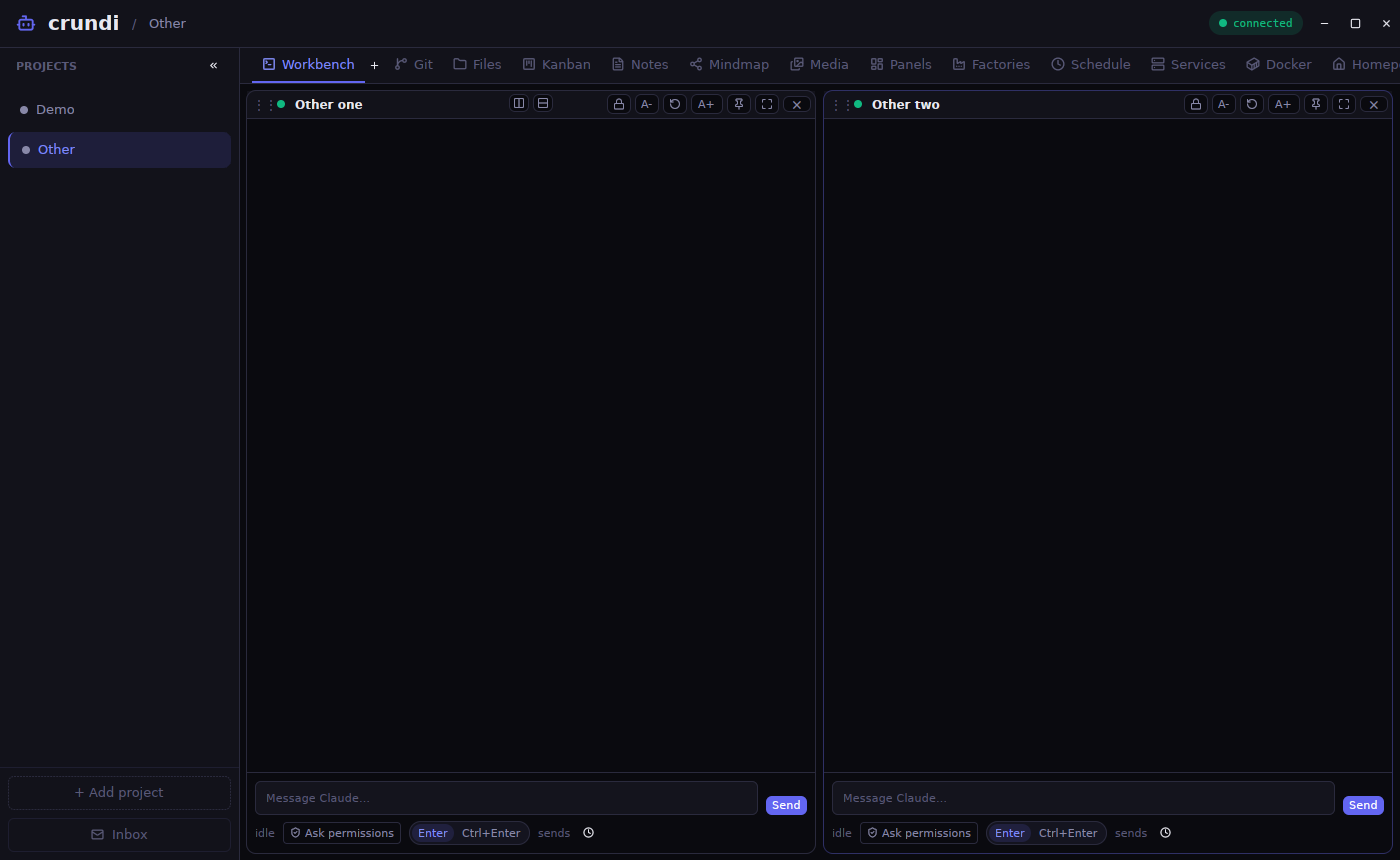 crundi / Other
connected
PROJECTS «
Demo
Other
+ Add project
Inbox
Workbench + Git Files Kanban Notes Mindmap Media Panels Factories Schedule Services Docker Homep
Other one A- A+
Message Claude...
Send
idle Ask permissions Enter Ctrl+Enter sends
Other two A- A+
Message Claude...
Send
idle Ask permissions Enter Ctrl+Enter sends